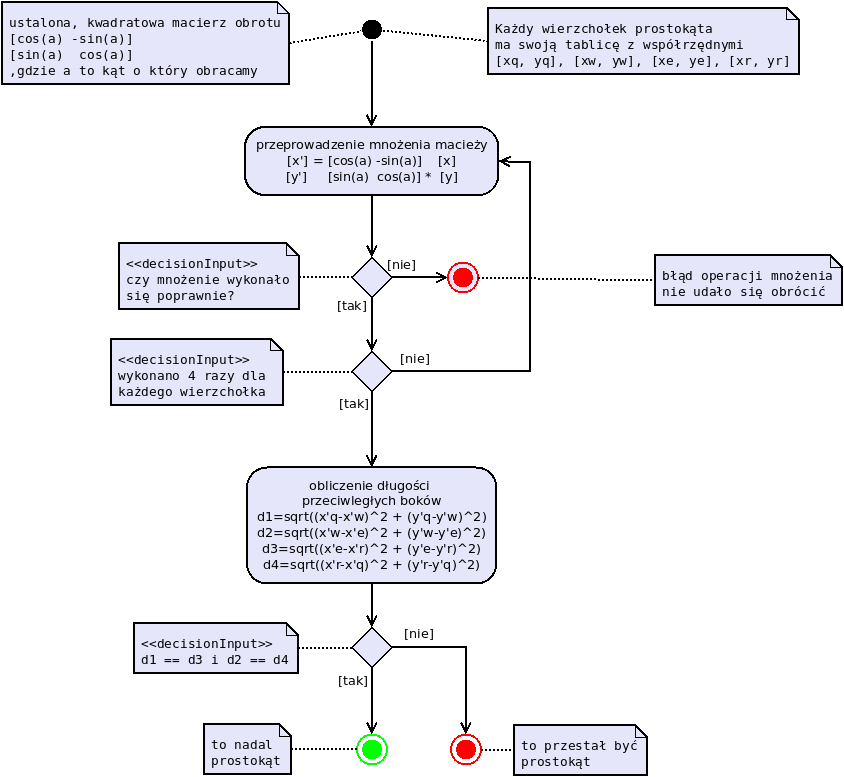 ustalona, kwadratowa macierz obrotu
[cos(a) -sin(a)]
[sin(a)  cos(a)]
,gdzie a to kąt o który obracamy
Każdy wierzchołek prostokąta
ma swoją tablicę z współrzędnymi
[xq, yq], [xw, yw], [xe, ye], [xr, yr]
przeprowadzenie mnożenia macieży
[x'] = [cos(a) -sin(a)]    [x]
[y']     [sin(a)  cos(a)] *  [y]
<<decisionInput>>
czy mnożenie wykonało
się poprawnie?
[nie]
[tak]
błąd operacji mnożenia
nie udało się obrócić
<<decisionInput>>
wykonano 4 razy dla
każdego wierzchołka
[nie]
[tak]
obliczenie długości
przeciwległych boków
d1=sqrt((x'q-x'w)^2 + (y'q-y'w)^2)
d2=sqrt((x'w-x'e)^2 + (y'w-y'e)^2)
d3=sqrt((x'e-x'r)^2 + (y'e-y'r)^2)
d4=sqrt((x'r-x'q)^2 + (y'r-y'q)^2)
<<decisionInput>>
d1 == d3 i d2 == d4
[nie]
[tak]
to nadal
prostokąt
to przestał być
prostokąt